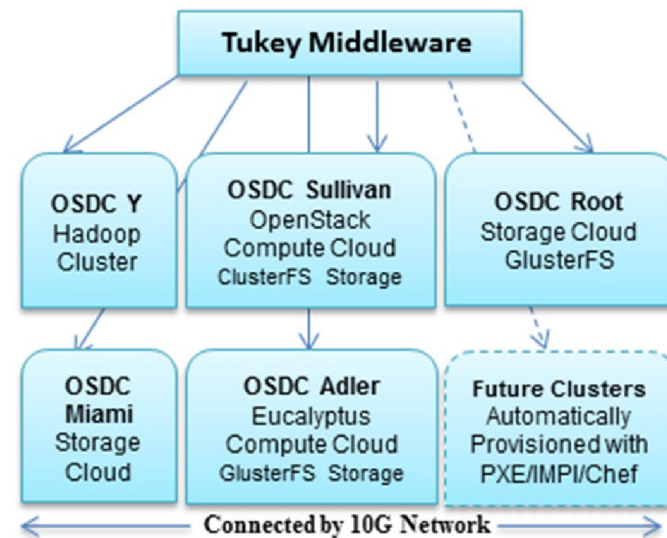 Tukey Middleware
OSDC Y
Hadoop
Cluster
OSDC Sullivan
OpenStack
Compute Cloud
ClusterFS Storage
OSDC Root
Storage Cloud
GlusterFS
OSDC
Miami
Storage
Cloud
OSDC Adler
Eucalyptus
Compute Cloud
GlusterFS Storage
Future Clusters
Automatically
Provisioned with
PXE/IMPI/Chef
Connected by 10G Network